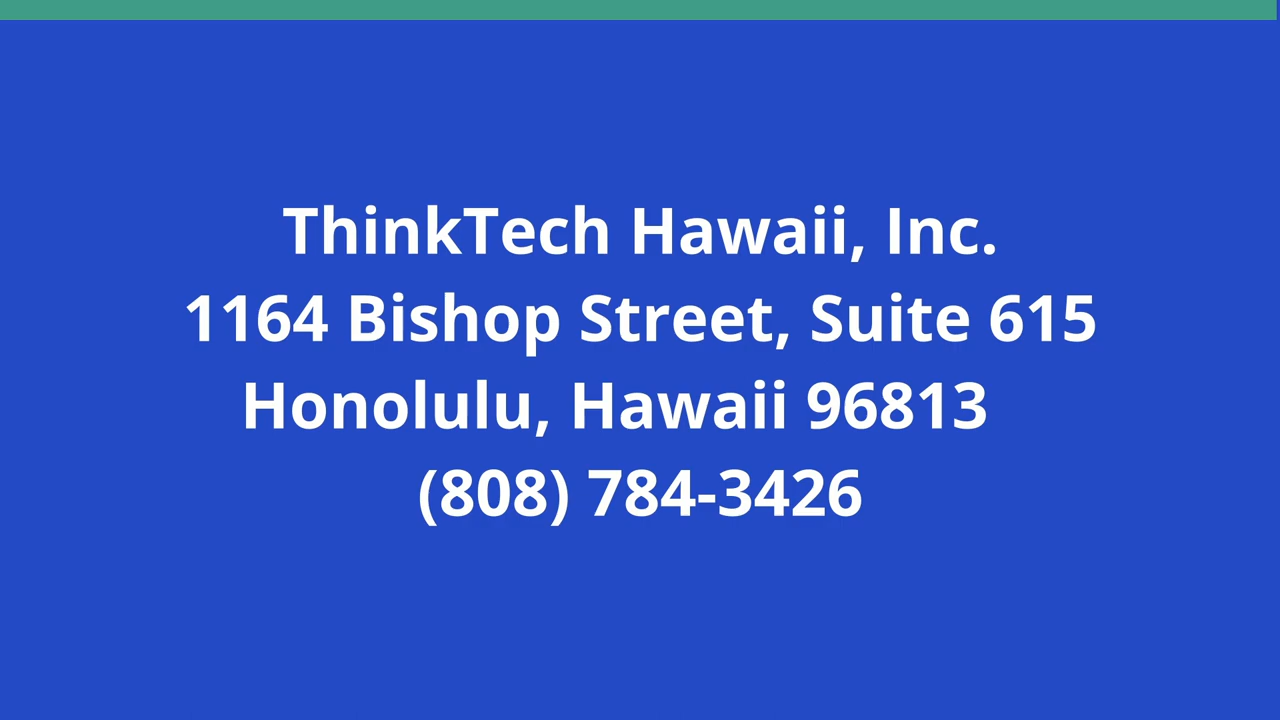 ThinkTech Hawaii, Inc.
1164 Bishop Street, Suite 615
Honolulu, Hawaii 96813
(808) 784-3426